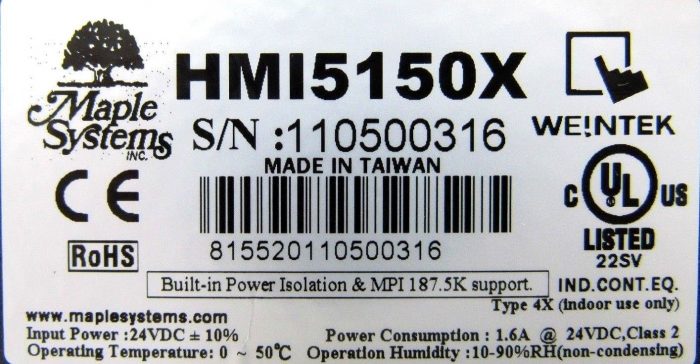 Maple
Systems
INC.
HMI5150X
WE!NTEK
S/N :110500316
MADE IN TAIWAN
CE
RoHS
815520110500316
C UL US
LISTED
22SV
Built-in Power Isolation & MPI 187.5K support.
IND.CONT.EQ.
Type 4X (indoor use only)
www.maplesystems.com
Input Power :24VDC ± 10%
Power Consumption : 1.6A @ 24VDC,Class 2
Operating Temperature: 0 ~ 50℃
Operation Humidity :10-90%RH(non-condensing)